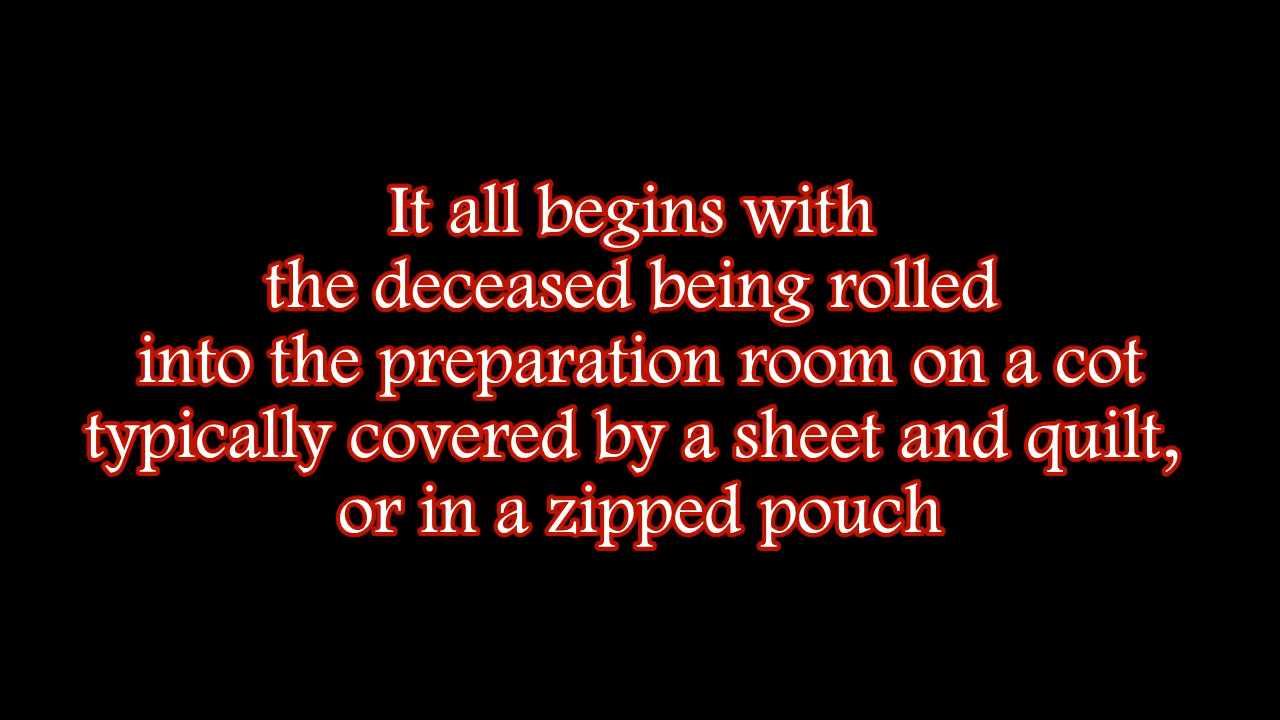 It all begins with
the deceased being rolled
into the preparation room on a cot
typically covered by a sheet and quilt,
or in a zipped pouch